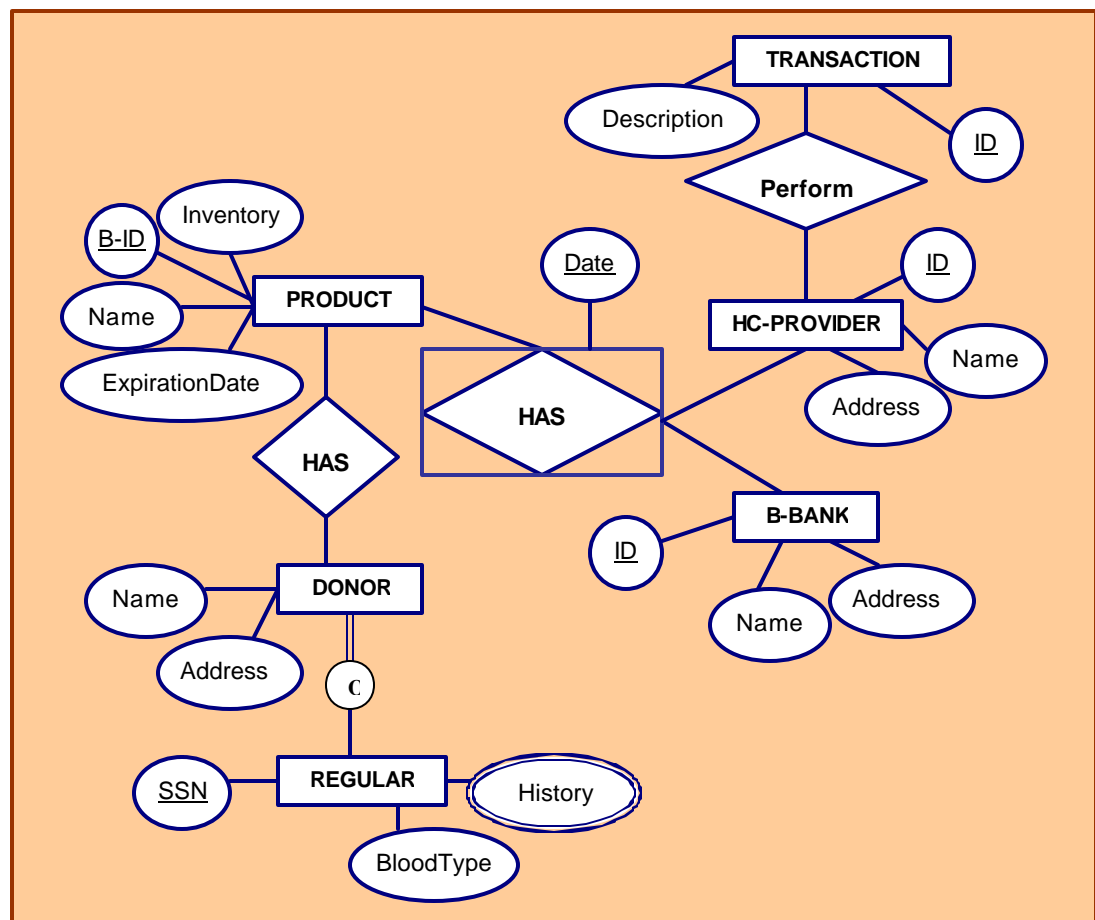 TRANSACTION
Description
ID
Perform
Inventory
B-ID
Date
ID
PRODUCT
Name
HC-PROVIDER
Name
ExpirationDate
Address
HAS
HAS
B-BANK
ID
DONOR
Name
Address
Name
Address
C
REGULAR
SSN
History
BloodType